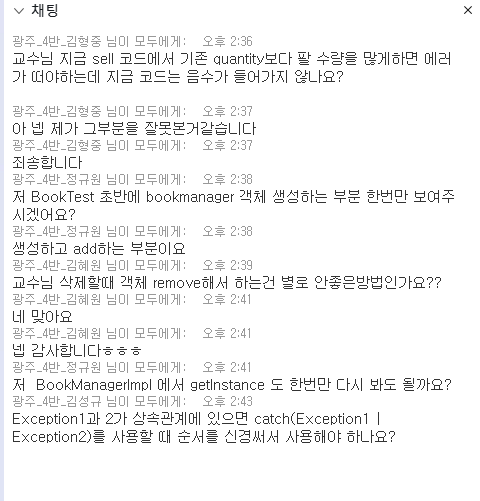 채팅
광주_4반_김형중 님이 모두에게: 오후 2:36
교수님 지금 sell 코드에서 기존 quantity보다 팔 수량을 많게하면 에러
가 떠야하는데 지금 코드는 음수가 들어가지 않나요?
광주_4반_김형중 님이 모두에게: 오후 2:37
아 넵 제가 그부분을 잘못본거같습니다
광주_4반_김형중 님이 모두에게: 오후 2:37
죄송합니다
광주_4반_정규원 님이 모두에게: 오후 2:38
저 BookTest 초반에 bookmanager 객체 생성하는 부분 한번만 보여주
시겠어요?
광주_4반_정규원 님이 모두에게: 오후 2:38
생성하고 add하는 부분이요
광주_4반_김혜원 님이 모두에게: 오후 2:39
교수님 삭제할때 객체 remove해서 하는건 별로 안좋은방법인가요??
광주_4반_김혜원 님이 모두에게: 오후 2:41
네 맞아요
광주_4반_김혜원 님이 모두에게: 오후 2:41
넵 감사합니다ㅎㅎㅎ
광주_4반_정규원 님이 모두에게: 오후 2:41
저 BookManagerImpl 에서 getInstance 도 한번만 다시 봐도 될까요?
광주_4반_김성규 님이 모두에게: 오후 2:43
Exception1과 2가 상속관계에 있으면 catch(Exception1 |
Exception2)를 사용할 때 순서를 신경써서 사용해야 하나요?